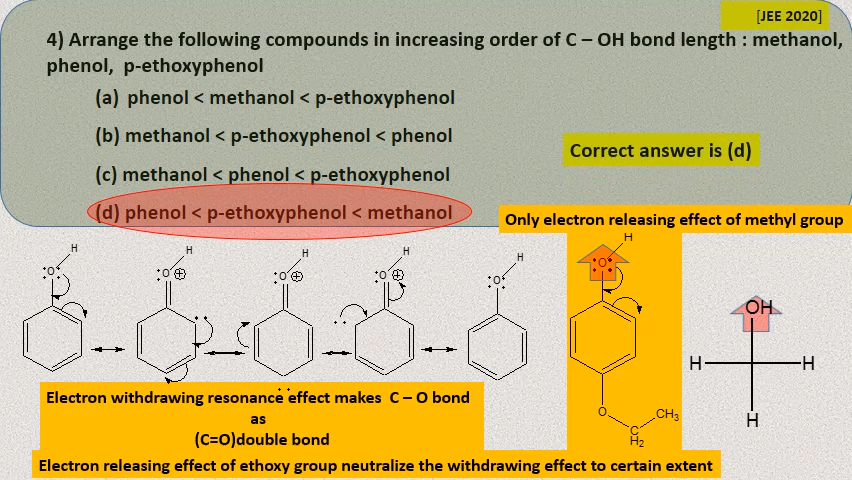 [JEE 2020]
4) Arrange the following compounds in increasing order of C – OH bond length : methanol,
phenol, p-ethoxyphenol
(a) phenol < methanol < p-ethoxyphenol
(b) methanol < p-ethoxyphenol < phenol
Correct answer is (d)
(c) methanol < phenol < p-ethoxyphenol
(d) phenol < p-ethoxyphenol < methanol
Only electron releasing effect of methyl group
H
O
H
O
H
O
H
O
H
O
H
O
O
CH3
C
H2
OH
H
H
H
Electron withdrawing resonance effect makes C – O bond
as
(C=O)double bond
Electron releasing effect of ethoxy group neutralize the withdrawing effect to certain extent